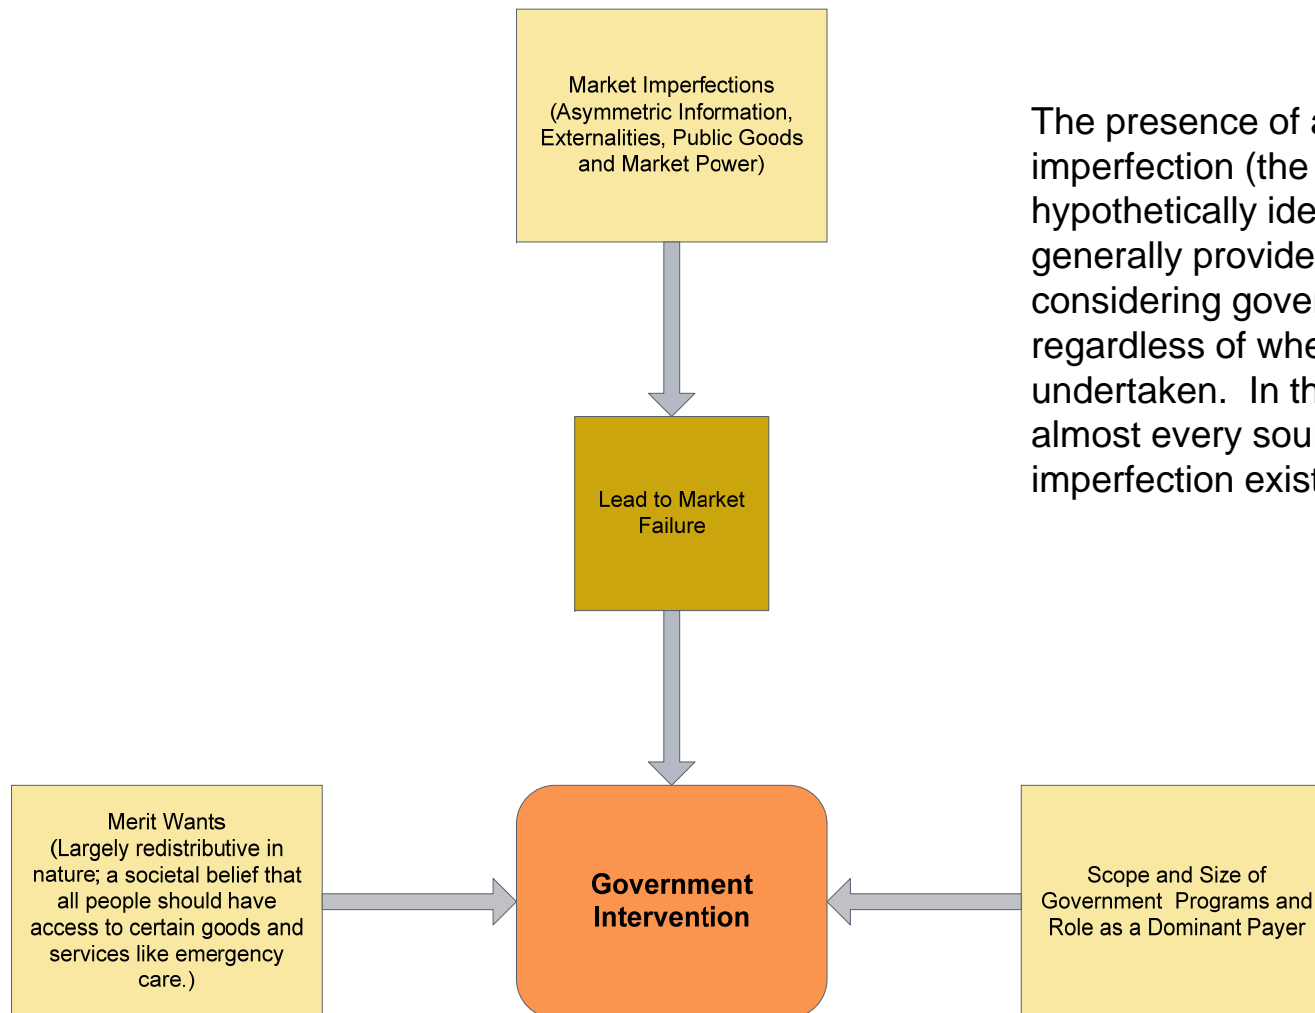 Market Imperfections
(Asymmetric Information,
Externalities, Public Goods
and Market Power)
The presence of
imperfection (the
hypothetically
generally
considering
regardless of
undertaken. In
almost every
imperfection
Lead to Market
Failure
Merit Wants
(Largely redistributive in
nature; a societal belief that
all people should have
access to certain goods and
services like emergency
care.)
Government
Intervention
Scope and Size of
Government Programs and
Role as a Dominant Payer